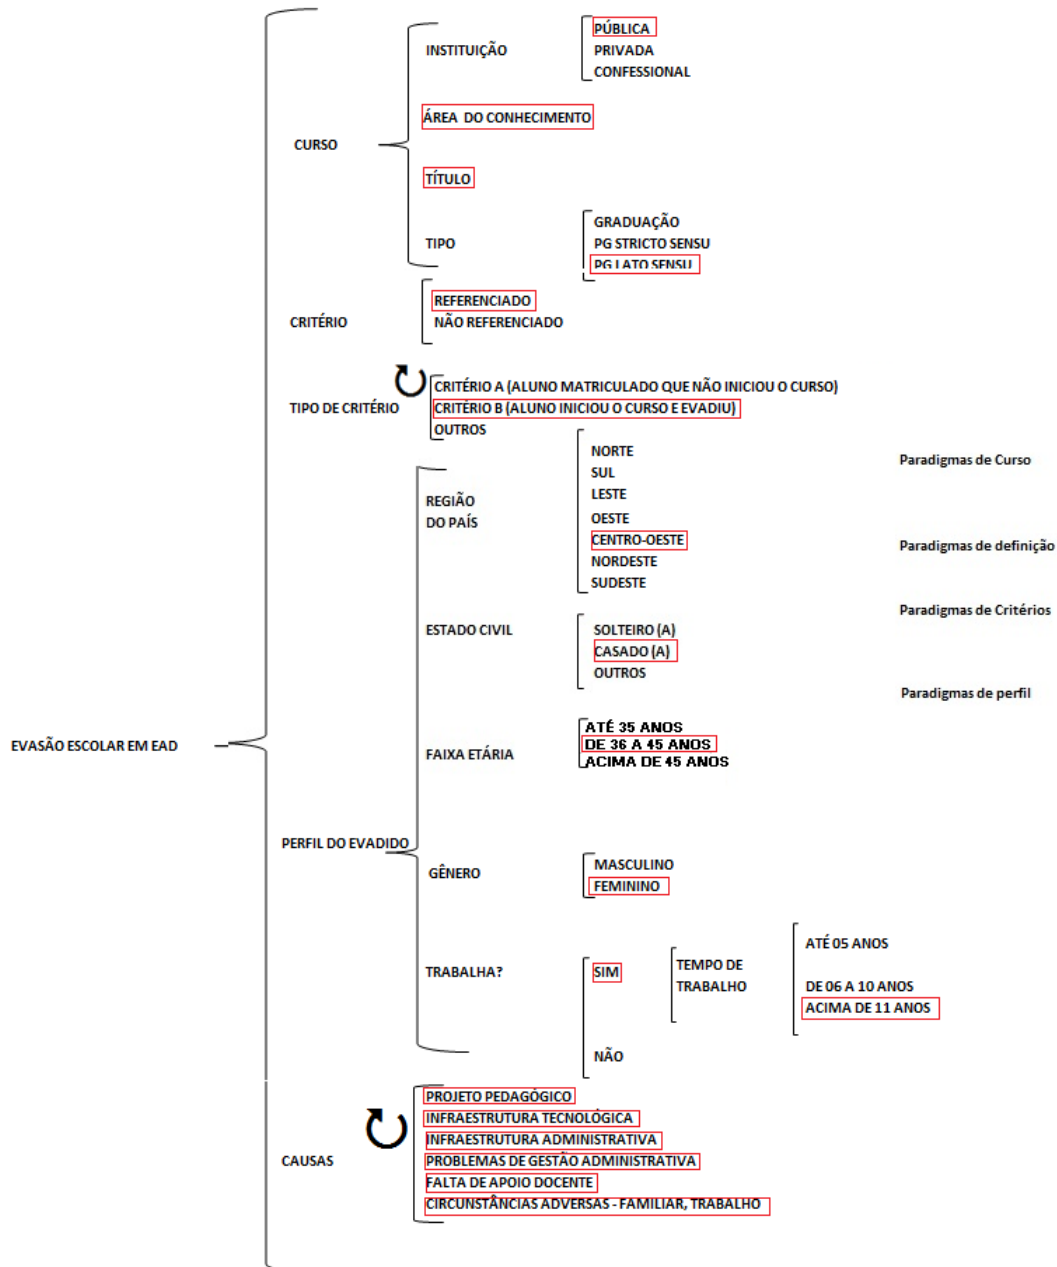 INSTITUIÇÃO
PÚBLICA
PRIVADA
CONFESSIONAL
ÁREA DO CONHECIMENTO
CURSO
TÍTULO
TIPO
GRADUAÇÃO
PG STRICTO SENSU
PG LATO SENSU
CRITÉRIO
REFERENCIADO
NÃO REFERENCIADO
TIPO DE CRITÉRIO
CRITÉRIO A (ALUNO MATRICULADO QUE NÃO INICIOU O CURSO)
CRITÉRIO B (ALUNO INICIOU O CURSO E EVADIU)
OUTROS
REGIÃO
DO PAÍS
NORTE
SUL
LESTE
OESTE
CENTRO-OESTE
NORDESTE
SUDESTE
Paradigmas de Curso
Paradigmas de definição
Paradigmas de Critérios
Paradigmas de perfil
ESTADO CIVIL
SOLTEIRO (A)
CASADO (A)
OUTROS
EVASÃO ESCOLAR EM EAD
FAIXA ETÁRIA
ATÉ 35 ANOS
DE 36 A 45 ANOS
ACIMA DE 45 ANOS
PERFIL DO EVADIDO
GÊNERO
MASCULINO
FEMININO
TRABALHA?
SIM
TEMPO DE
TRABALHO
ATÉ 05 ANOS
DE 06 A 10 ANOS
ACIMA DE 11 ANOS
NÃO
CAUSAS
PROJETO PEDAGÓGICO
INFRAESTRUTURA TECNOLÓGICA
INFRAESTRUTURA ADMINISTRATIVA
PROBLEMAS DE GESTÃO ADMINISTRATIVA
FALTA DE APOIO DOCENTE
CIRCUNSTÂNCIAS ADVERSAS - FAMILIAR, TRABALHO